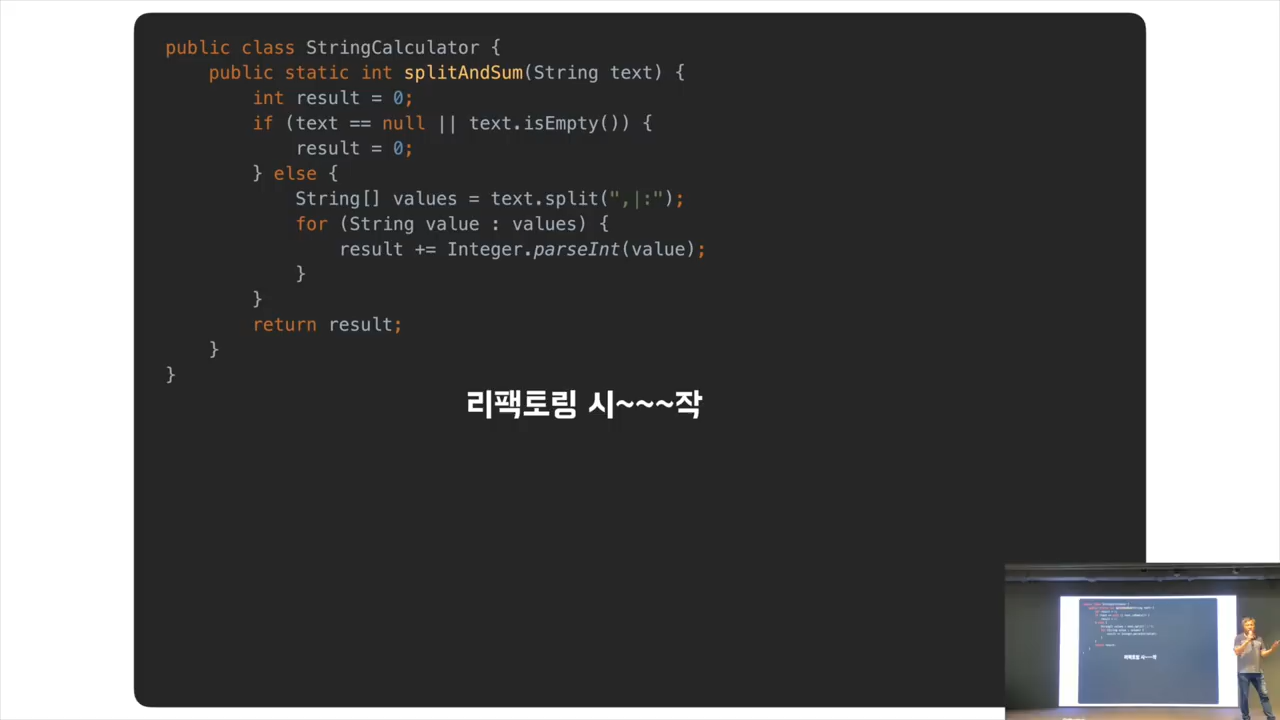 public class StringCalculator {
    public static int splitAndSum(String text) {
        int result = 0;
        if (text == null || text.isEmpty()) {
            result = 0;
        } else {
            String[] values = text.split(",|:");
            for (String value : values) {
                result += Integer.parseInt(value);
            }
        }
        return result;
    }
}
리팩토링 시~~~작